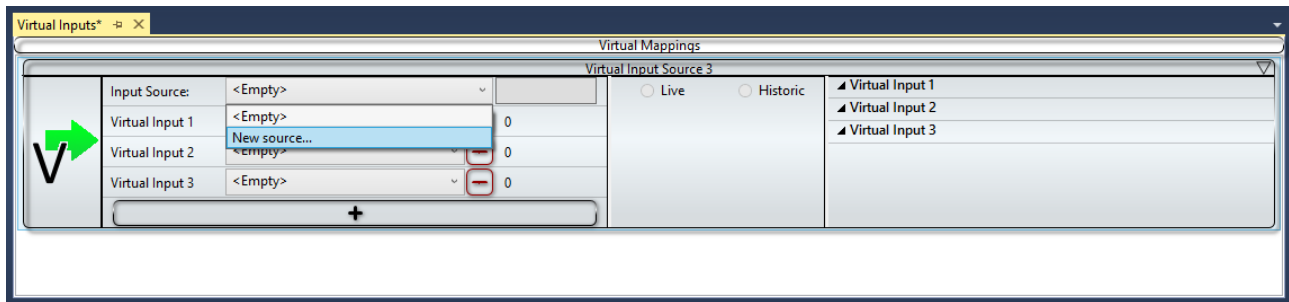 Virtual Inputs*
Virtual Mappings
Virtual Input Source 3
Input Source: <Empty>
Live Historic
Virtual Input 1
Virtual Input 2
Virtual Input 3
<Empty>
New source...
Virtual Input 1 0
Virtual Input 2 <Empty> 0
Virtual Input 3 <Empty> 0
+
V